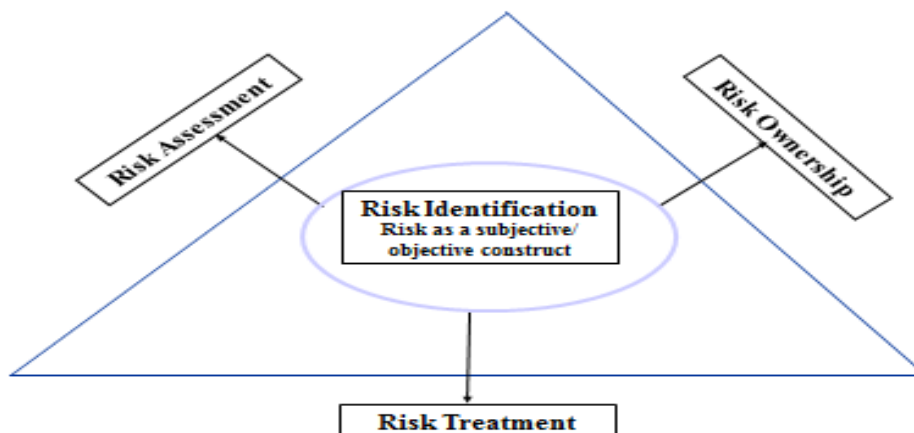 Risk Assessment
Risk Ownership
Risk Identification
Risk as a subjective/
objective construct
Risk Treatment